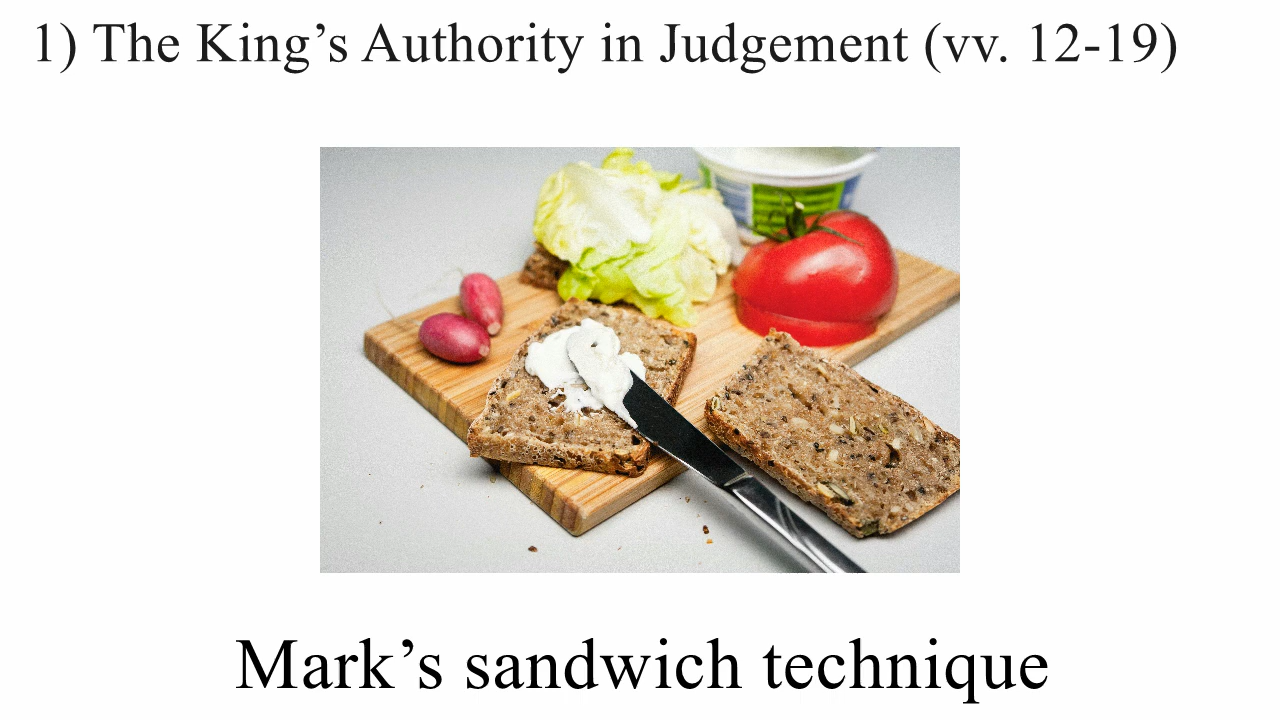 1) The King’s Authority in Judgement (vv. 12-19)
Mark’s sandwich technique